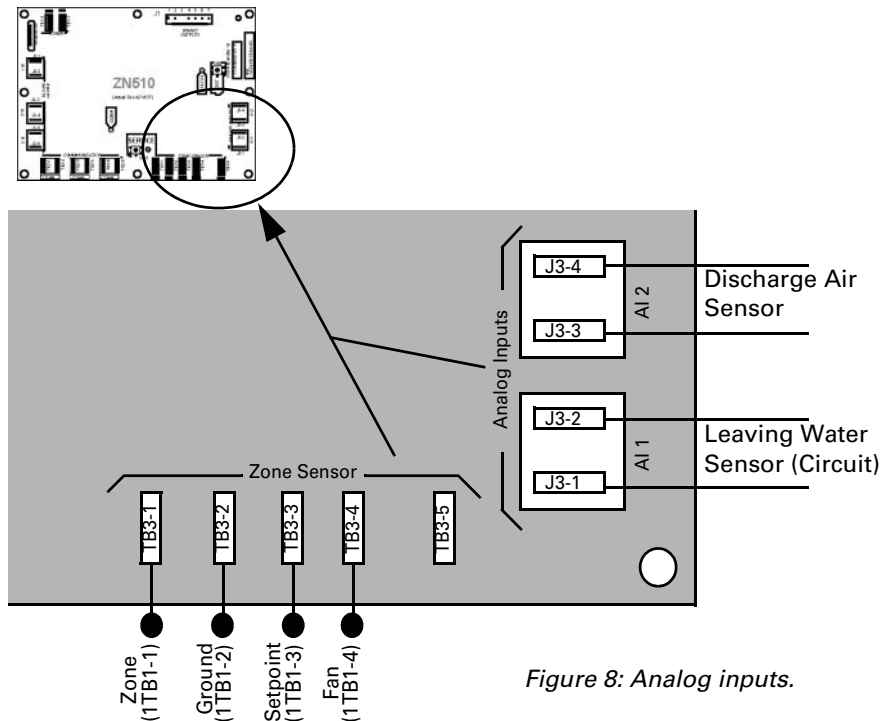 J1
ZN510
SERVICE
J3-4
J3-3
AI 2
Discharge Air
Sensor
Analog Inputs
J3-2
J3-1
AI 1
Leaving Water
Sensor (Circuit)
Zone Sensor
TB3-1
TB3-2
TB3-3
TB3-4
TB3-5
Zone
(1TB1-1)
Ground
(1TB1-2)
Setpoint
(1TB1-3)
Fan
(1TB1-4)
Figure 8: Analog inputs.